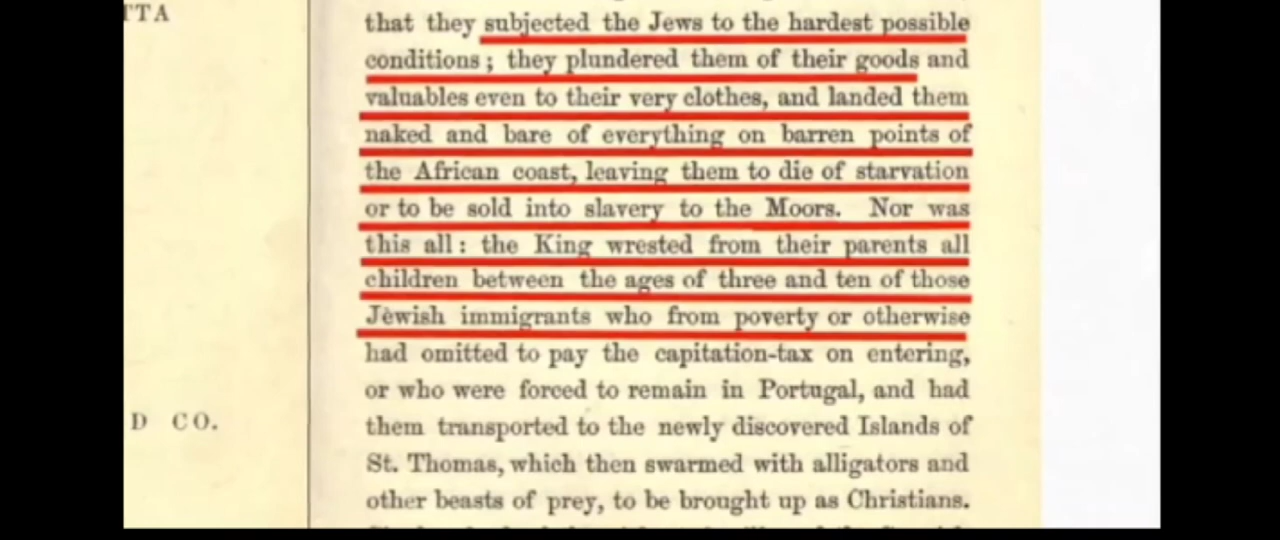 TTA
that they subjected the Jews to the hardest possible
conditions; they plundered them of their goods and
valuables even to their very clothes, and landed them
naked and bare of everything on barren points of
the African coast, leaving them to die of starvation
or to be sold into slavery to the Moors. Nor was
this all: the King wrested from their parents all
children between the ages of three and ten of those
Jewish immigrants who from poverty or otherwise
had omitted to pay the capitation-tax on entering,
or who were forced to remain in Portugal, and had
D CO.
them transported to the newly discovered Islands of
St. Thomas, which then swarmed with alligators and
other beasts of prey, to be brought up as Christians.